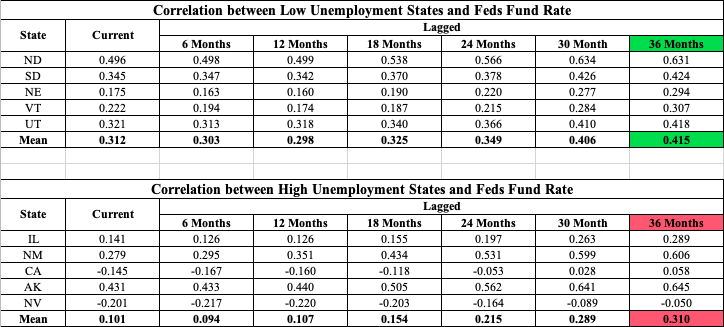 Correlation between Low Unemployment States and Feds Fund Rate
State Current Lagged
6 Months 12 Months 18 Months 24 Months 30 Month 36 Months
ND 0.496 0.498 0.499 0.538 0.566 0.634 0.631
SD 0.345 0.347 0.342 0.370 0.378 0.426 0.424
NE 0.175 0.163 0.160 0.190 0.220 0.277 0.294
VT 0.222 0.194 0.174 0.187 0.215 0.284 0.307
UT 0.321 0.313 0.318 0.340 0.366 0.410 0.418
Mean 0.312 0.303 0.298 0.325 0.349 0.406 0.415
Correlation between High Unemployment States and Feds Fund Rate
State Current Lagged
6 Months 12 Months 18 Months 24 Months 30 Month 36 Months
IL 0.141 0.126 0.126 0.155 0.197 0.263 0.289
NM 0.279 0.295 0.351 0.434 0.531 0.599 0.606
CA -0.145 -0.167 -0.160 -0.118 -0.053 0.028 0.058
AK 0.431 0.433 0.440 0.505 0.562 0.641 0.645
NV -0.201 -0.217 -0.220 -0.203 -0.164 -0.089 -0.050
Mean 0.101 0.094 0.107 0.154 0.215 0.289 0.310